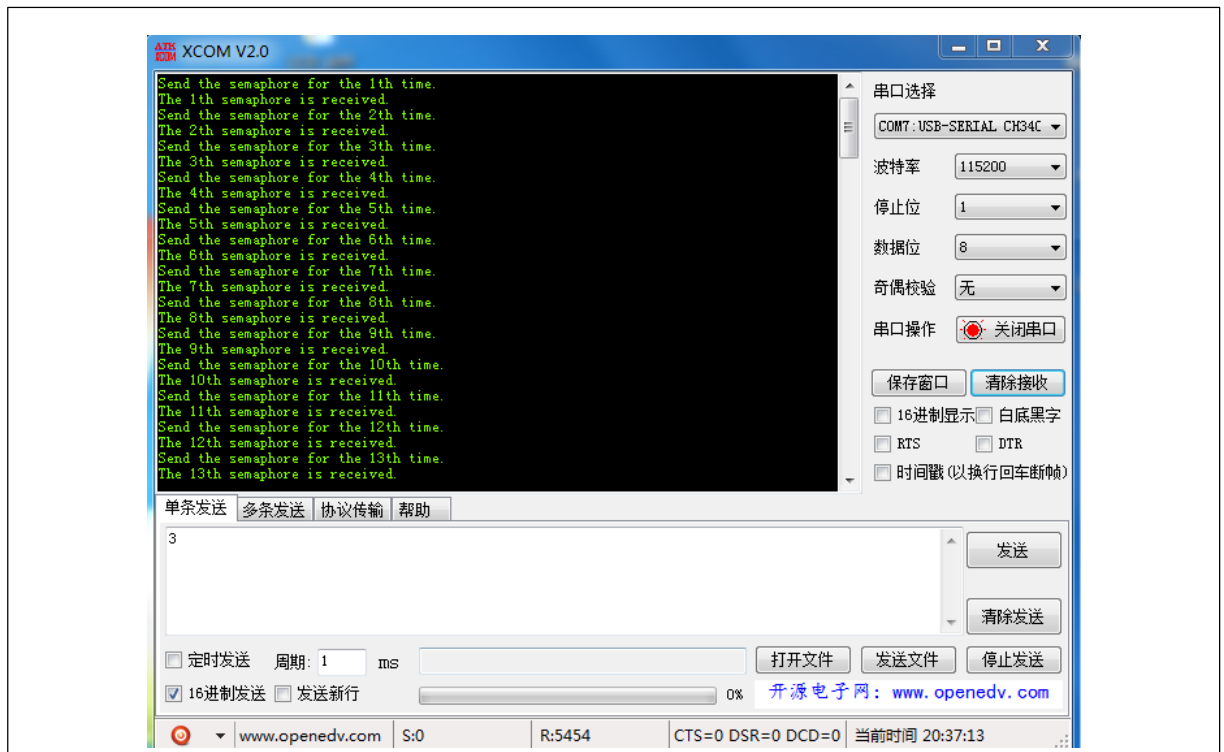 ATK XCOM XCOM V2.0
Send the semaphore for the 1th time.
The 1th semaphore is received.
Send the semaphore for the 2th time.
The 2th semaphore is received.
Send the semaphore for the 3th time.
The 3th semaphore is received.
Send the semaphore for the 4th time.
The 4th semaphore is received.
Send the semaphore for the 5th time.
The 5th semaphore is received.
Send the semaphore for the 6th time.
The 6th semaphore is received.
Send the semaphore for the 7th time.
The 7th semaphore is received.
Send the semaphore for the 8th time.
The 8th semaphore is received.
Send the semaphore for the 9th time.
The 9th semaphore is received.
Send the semaphore for the 10th time.
The 10th semaphore is received.
Send the semaphore for the 11th time.
The 11th semaphore is received.
Send the semaphore for the 12th time.
The 12th semaphore is received.
Send the semaphore for the 13th time.
The 13th semaphore is received.
串口选择
COM7:USB-SERIAL CH34C
波特率 115200
停止位 1
数据位 8
奇偶校验 无
串口操作 关闭串口
保存窗口 清除接收
16进制显示 白底黑字
RTS DTR
时间戳(以换行回车断帧)
单条发送 多条发送 协议传输 帮助
3
发送
清除发送
定时发送 周期: 1 ms 打开文件 发送文件 停止发送
16进制发送 发送新行 0% 开源电子网: www.openedv.com
www.openedv.com S:0 R:5454 CTS=0 DSR=0 DCD=0 当前时间 20:37:13